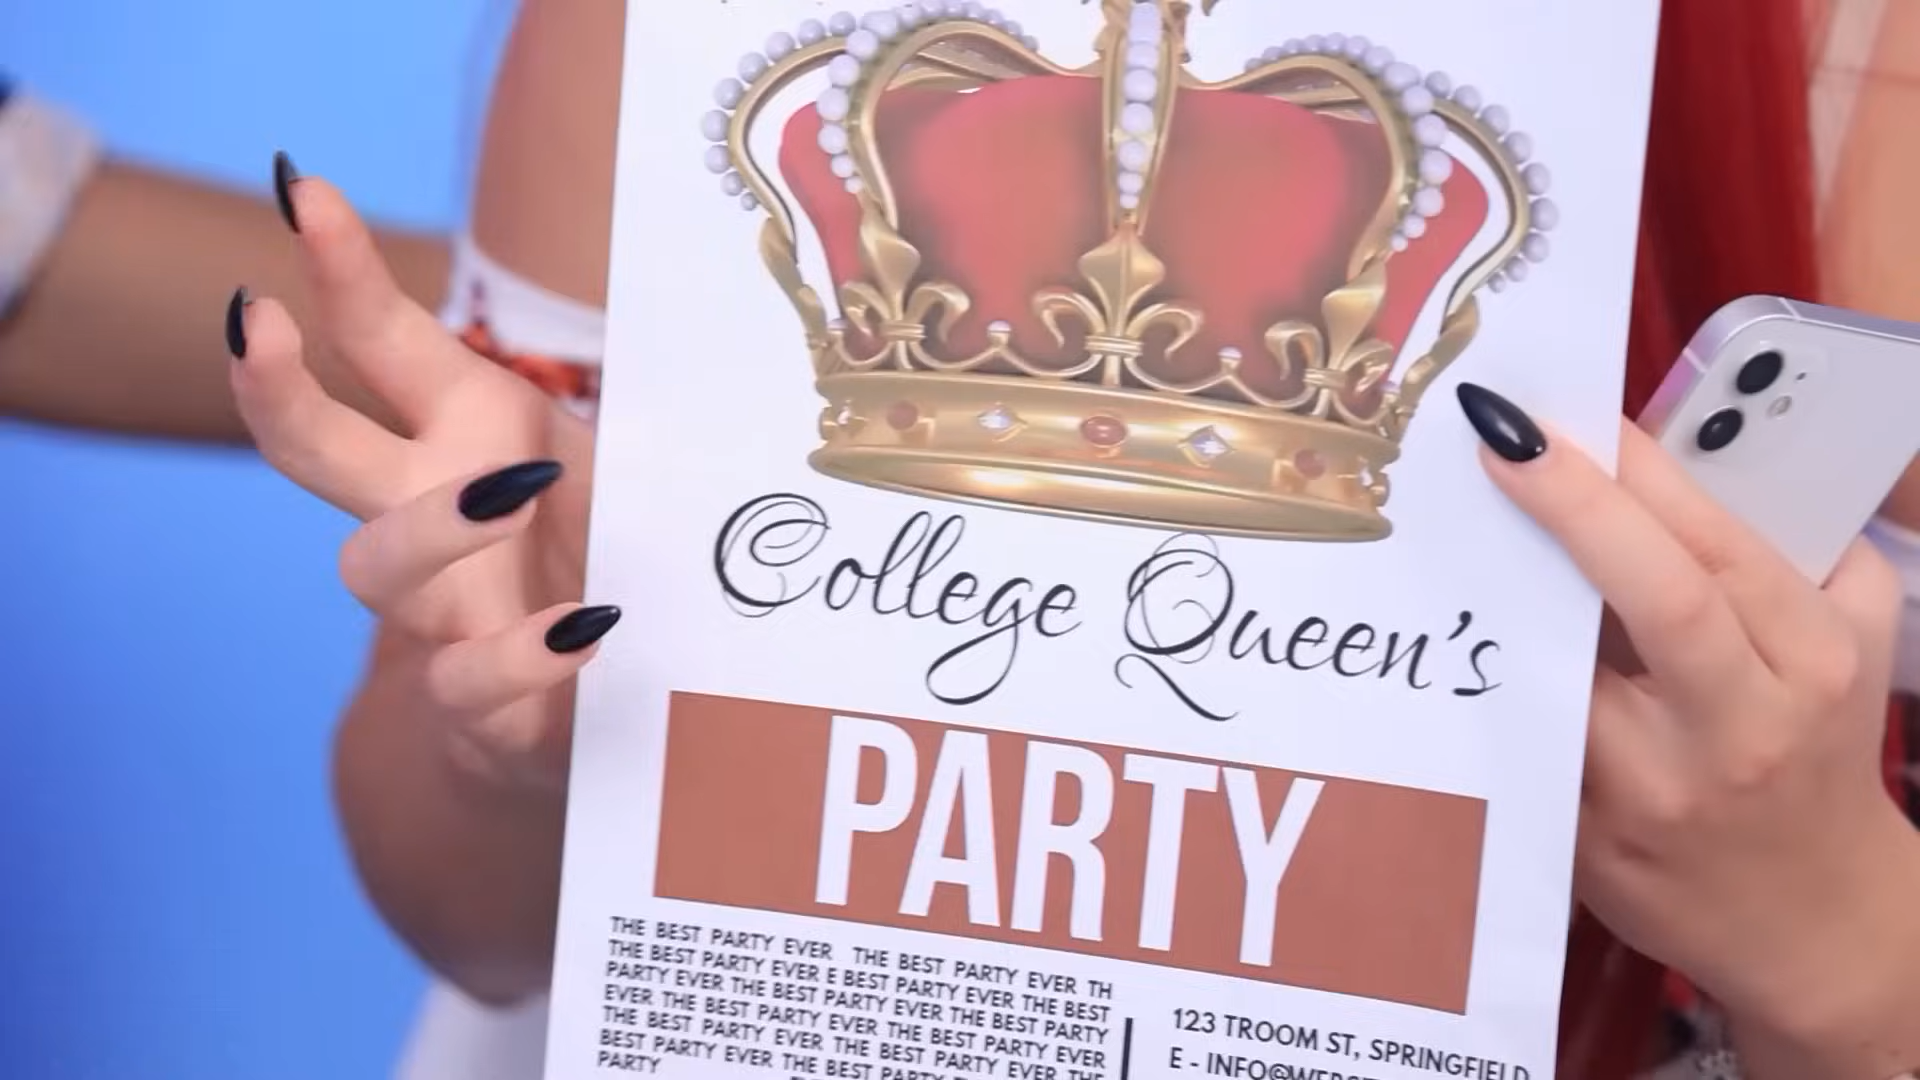 College Queen's
PARTY
THE BEST PARTY EVER THE BEST PARTY EVER TH
THE BEST PARTY EVER E BEST PARTY EVER THE BEST
PARTY EVER THE BEST PARTY EVER THE BEST PARTY
EVER THE BEST PARTY EVER THE BEST PARTY EVER
THE BEST PARTY EVER THE BEST PARTY EVER THE
BEST PARTY EVER THE BEST PARTY
PARTY
123 TROOM ST, SPRINGFIELD
E - INFO@WEBST